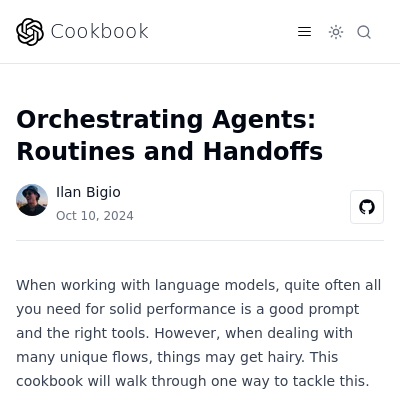 Cookbook
Orchestrating Agents:
Routines and Handoffs
Ilan Bigio
Oct 10, 2024
When working with language models, quite often all
you need for solid performance is a good prompt
and the right tools. However, when dealing with
many unique flows, things may get hairy. This
cookbook will walk through one way to tackle this.